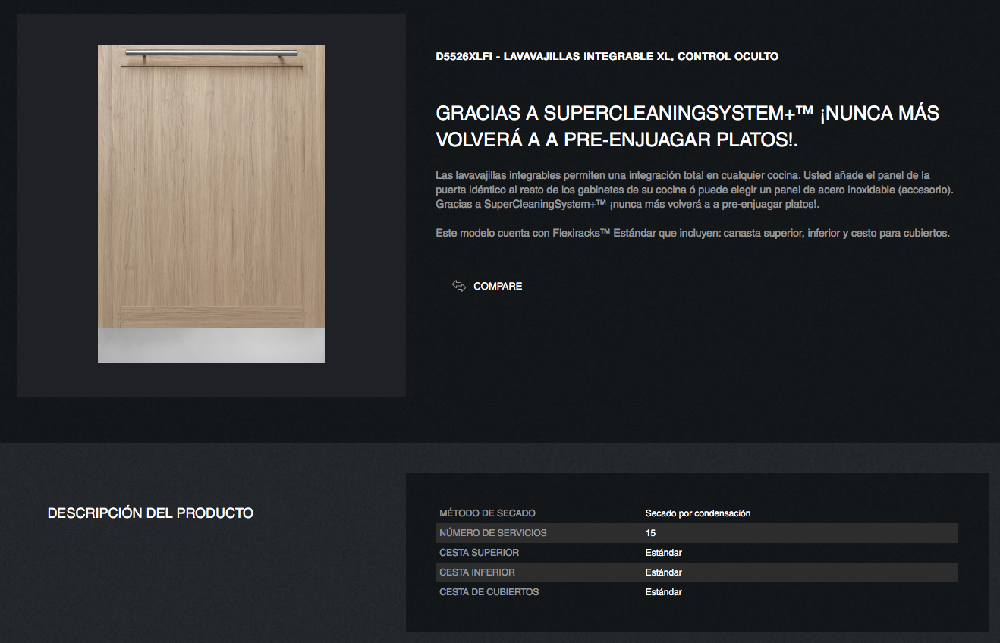 D5526XLFI - LAVAVAJILLAS INTEGRABLE XL, CONTROL OCULTO
GRACIAS A SUPERCLEANINGSYSTEM+™ ¡NUNCA MÁS
VOLVERÁ A A PRE-ENJUAGAR PLATOS!.
Las lavavajillas integrables permiten una integración total en cualquier cocina. Usted añade el panel de la
puerta idéntico al resto de los gabinetes de su cocina ó puede elegir un panel de acero inoxidable (accesorio).
Gracias a SuperCleaningSystem+™ ¡nunca más volverá a a pre-enjuagar platos!.
Este modelo cuenta con Flexiracks™ Estándar que incluyen: canasta superior, inferior y cesto para cubiertos.
COMPARE
DESCRIPCIÓN DEL PRODUCTO
MÉTODO DE SECADO Secado por condensación
NÚMERO DE SERVICIOS 15
CESTA SUPERIOR Estándar
CESTA INFERIOR Estándar
CESTA DE CUBIERTOS Estándar